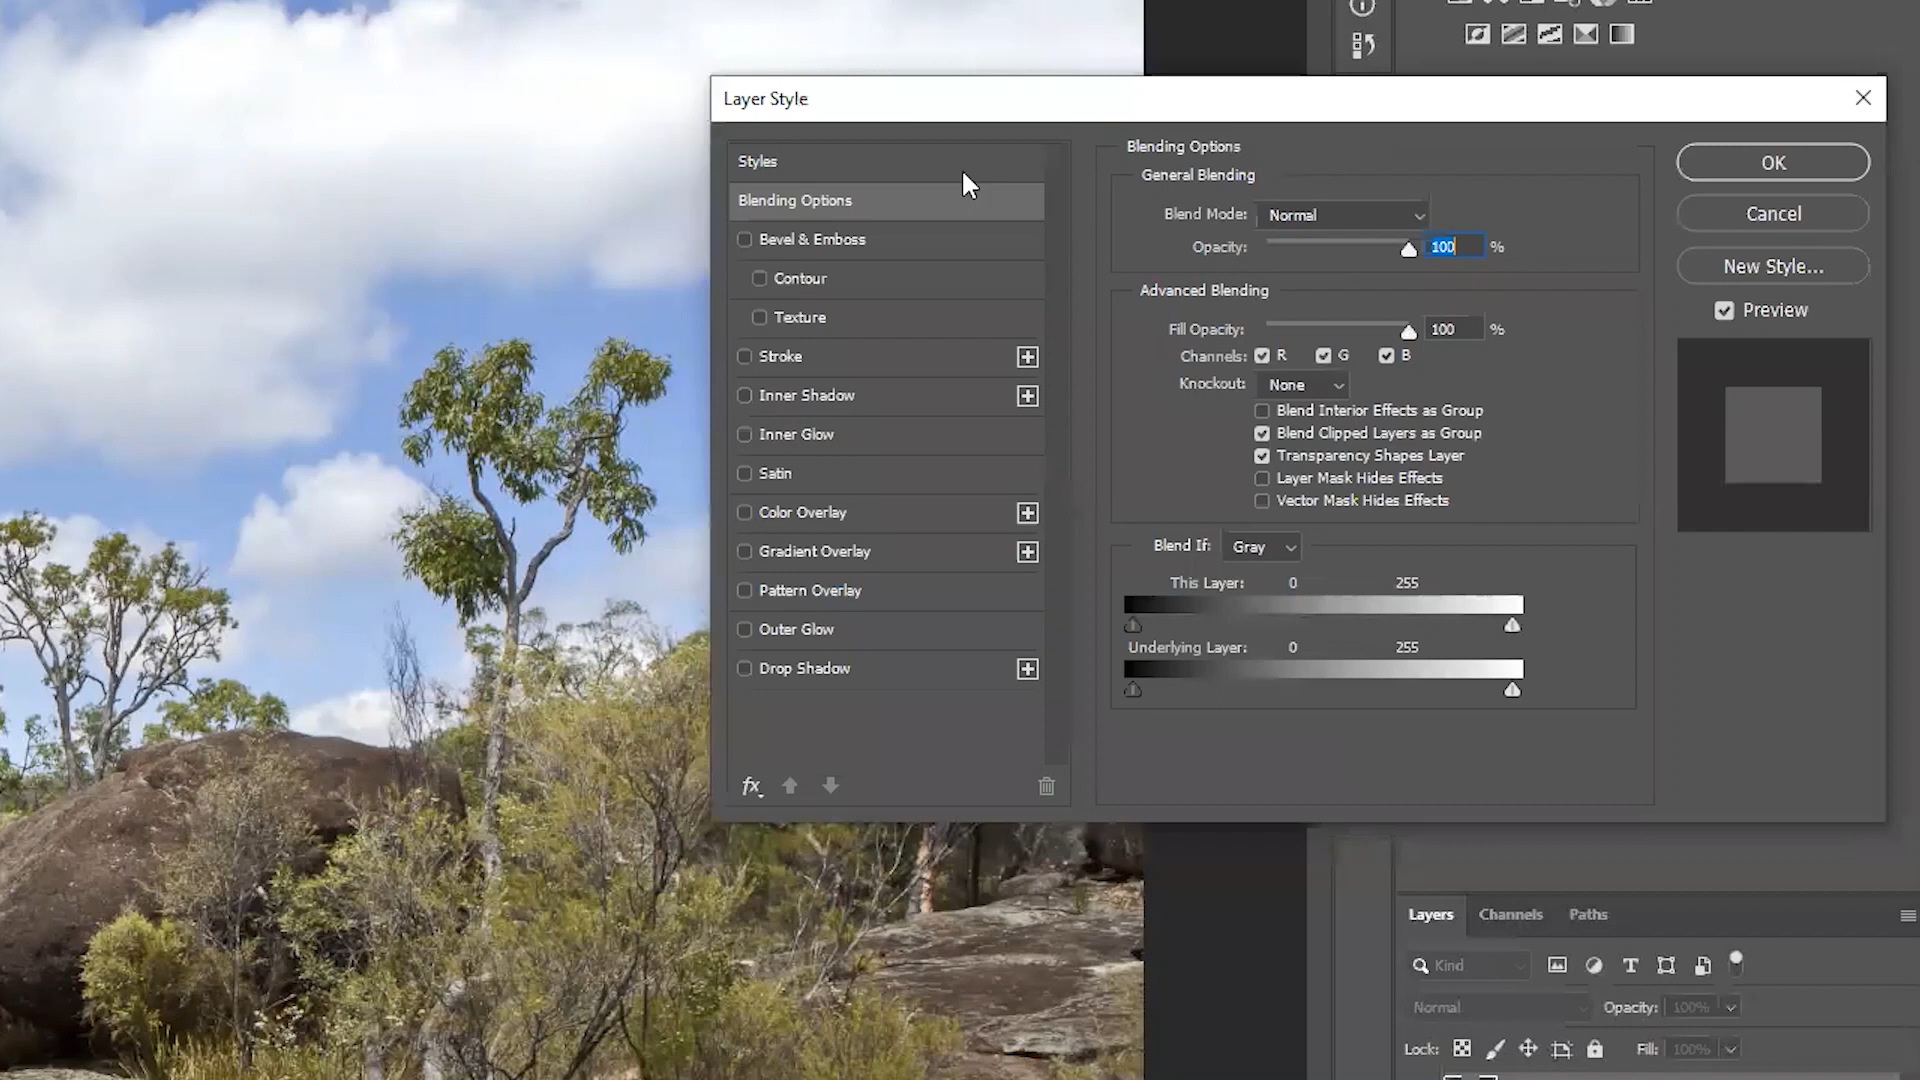 Layer Style
Styles
Blending Options
Bevel & Emboss
Contour
Texture
Stroke
Inner Shadow
Inner Glow
Satin
Color Overlay
Gradient Overlay
Pattern Overlay
Outer Glow
Drop Shadow
fx
Blending Options
General Blending
Blend Mode: Normal
Opacity: 100 %
Advanced Blending
Fill Opacity: 100 %
Channels: R G B
Knockout: None
Blend Interior Effects as Group
Blend Clipped Layers as Group
Transparency Shapes Layer
Layer Mask Hides Effects
Vector Mask Hides Effects
Blend If: Gray
This Layer: 0 255
Underlying Layer: 0 255
OK
Cancel
New Style...
Preview
Layers Channels Paths
Kind
Normal Opacity: 100%
Lock: Fill: 100%